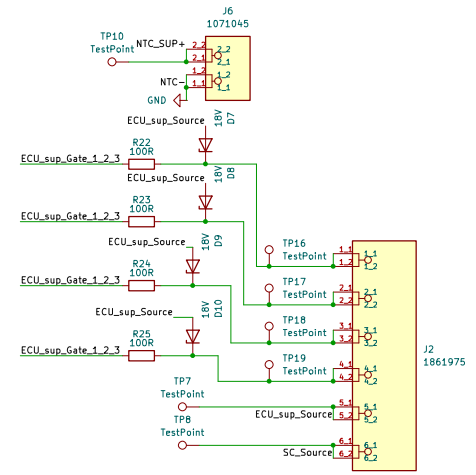 J6
1071045
TP10
TestPoint
NTC_SUP+
2_2
2_2
2_1
2_1
NTC-
1_2
1_2
1_1
1_1
GND
ECU_sup_Source
18V
D7
R22
100R
ECU_sup_Gate_1_2_3
ECU_sup_Source
18V
D8
R23
100R
ECU_sup_Gate_1_2_3
ECU_sup_Source
18V
D9
R24
100R
ECU_sup_Gate_1_2_3
ECU_sup_Source
18V
D10
R25
100R
ECU_sup_Gate_1_2_3
TP16
TestPoint
1_1
1_1
1_2
1_2
TP17
TestPoint
2_1
2_1
2_2
2_2
TP18
TestPoint
3_1
3_1
3_2
3_2
TP19
TestPoint
4_1
4_1
4_2
4_2
J2
1861975
TP7
TestPoint
5_1
5_1
ECU_sup_Source
5_2
5_2
TP8
TestPoint
6_1
6_1
SC_Source
6_2
6_2